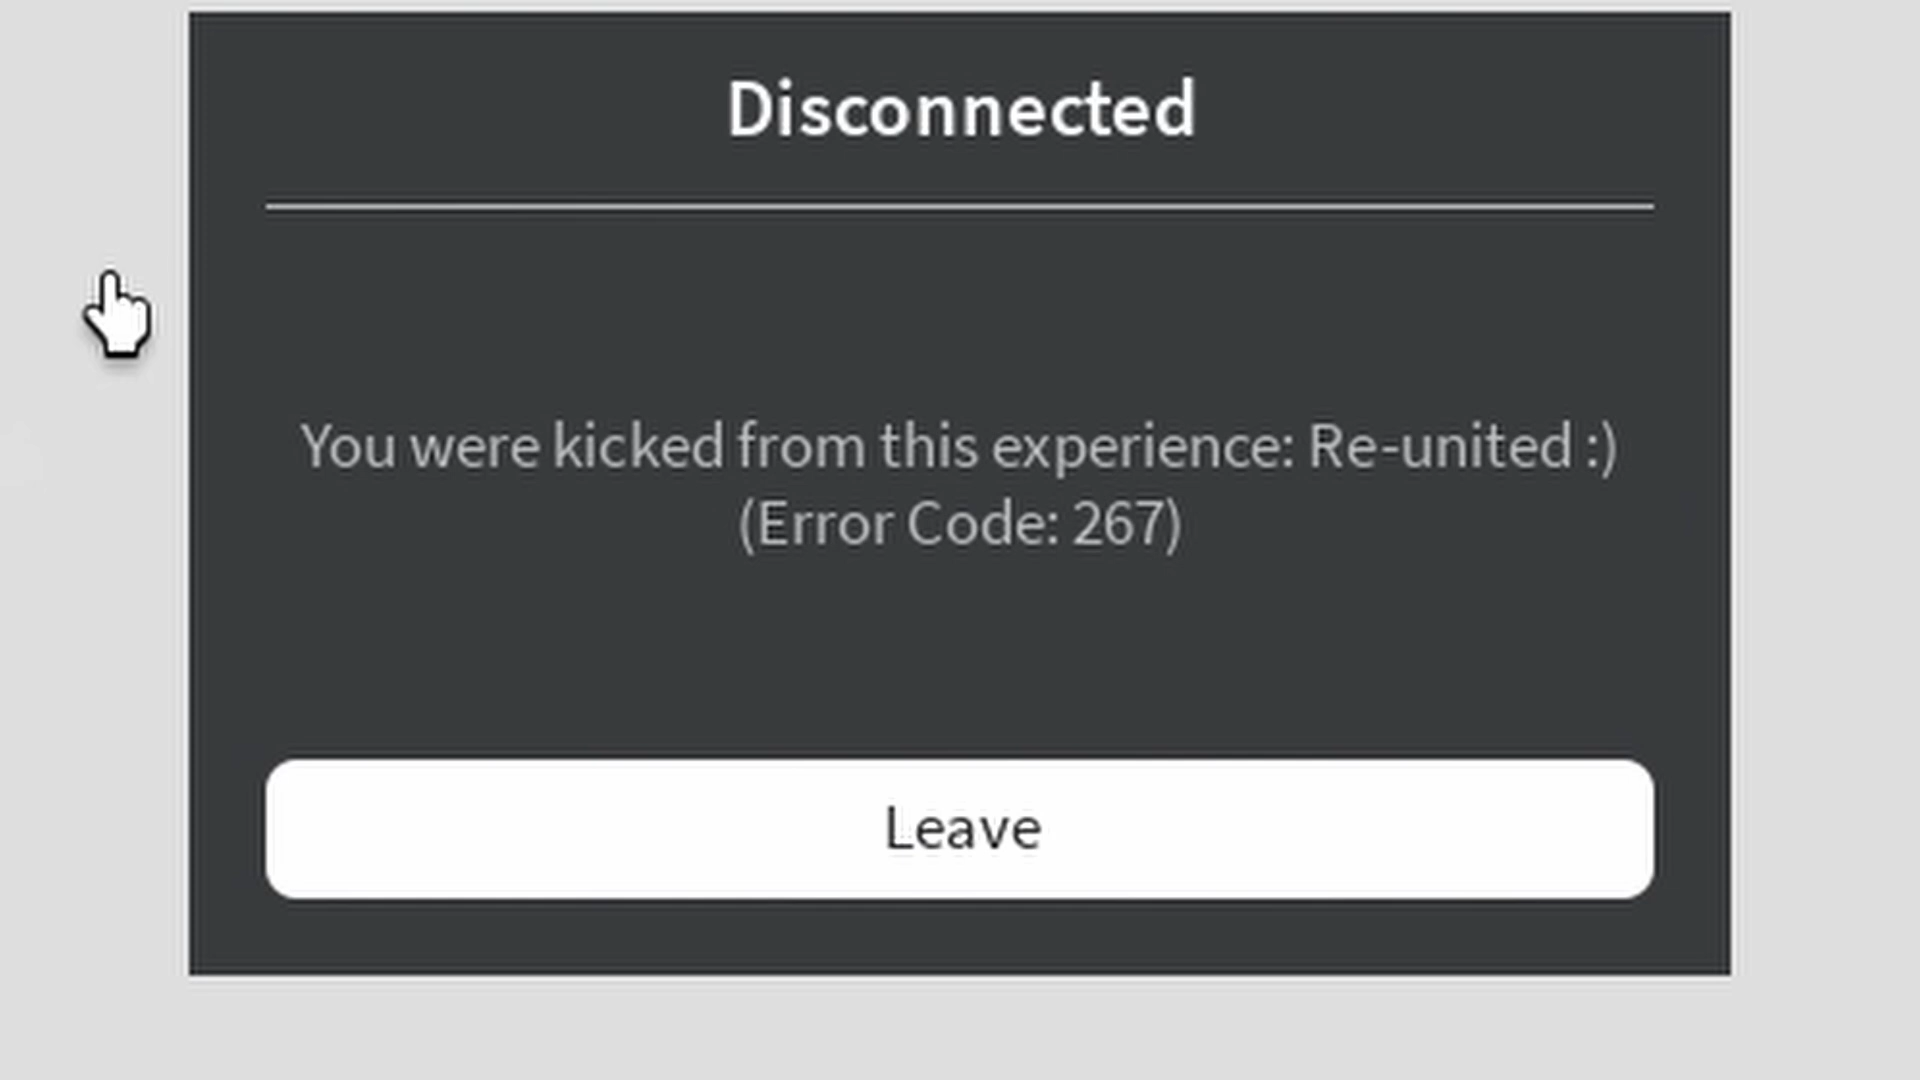 Disconnected
You were kicked from this experience: Re-united :)
(Error Code: 267)
Leave